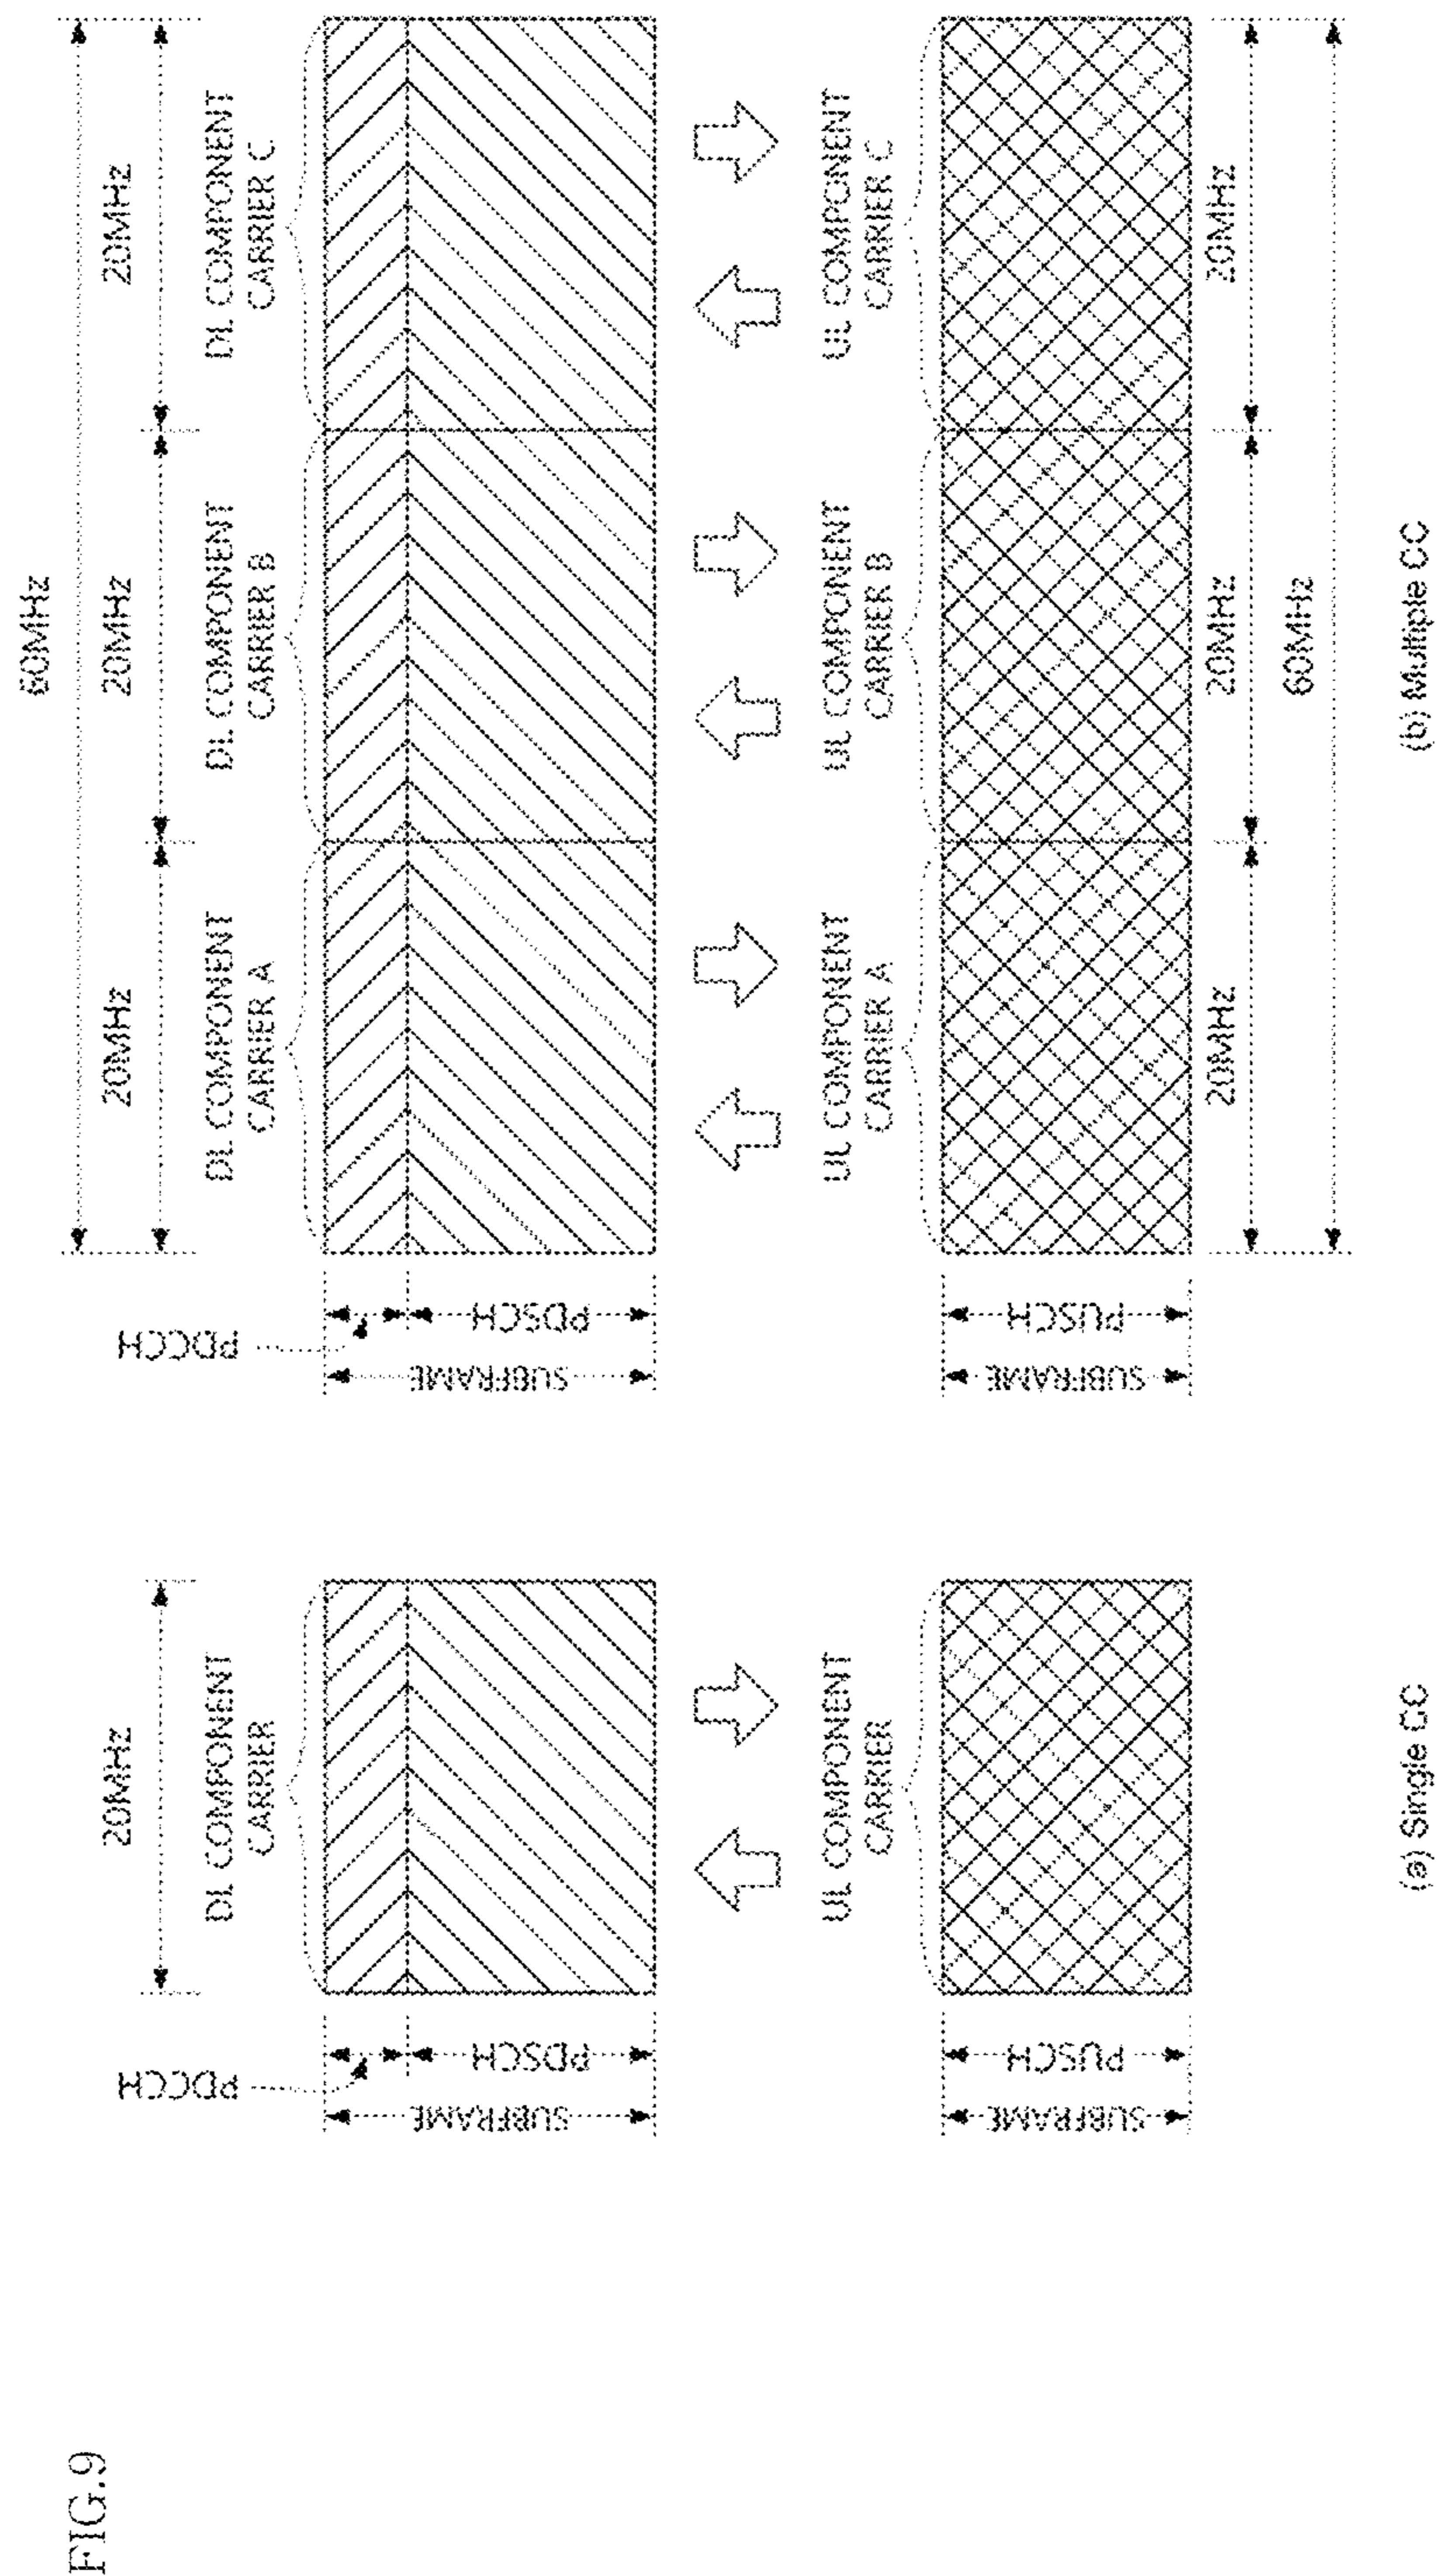 FIG.9
20MHz
DL COMPONENT
CARRIER
PDCCH
PDSCH
SUBFRAME
UL COMPONENT
CARRIER
PUSCH
SUBFRAME
(a) Single CC
60MHz
20MHz
20MHz
20MHz
DL COMPONENT
CARRIER A
DL COMPONENT
CARRIER B
DL COMPONENT
CARRIER C
PDCCH
PDSCH
SUBFRAME
UL COMPONENT
CARRIER A
UL COMPONENT
CARRIER B
UL COMPONENT
CARRIER C
PUSCH
SUBFRAME
20MHz
20MHz
20MHz
60MHz
(b) Multiple CC